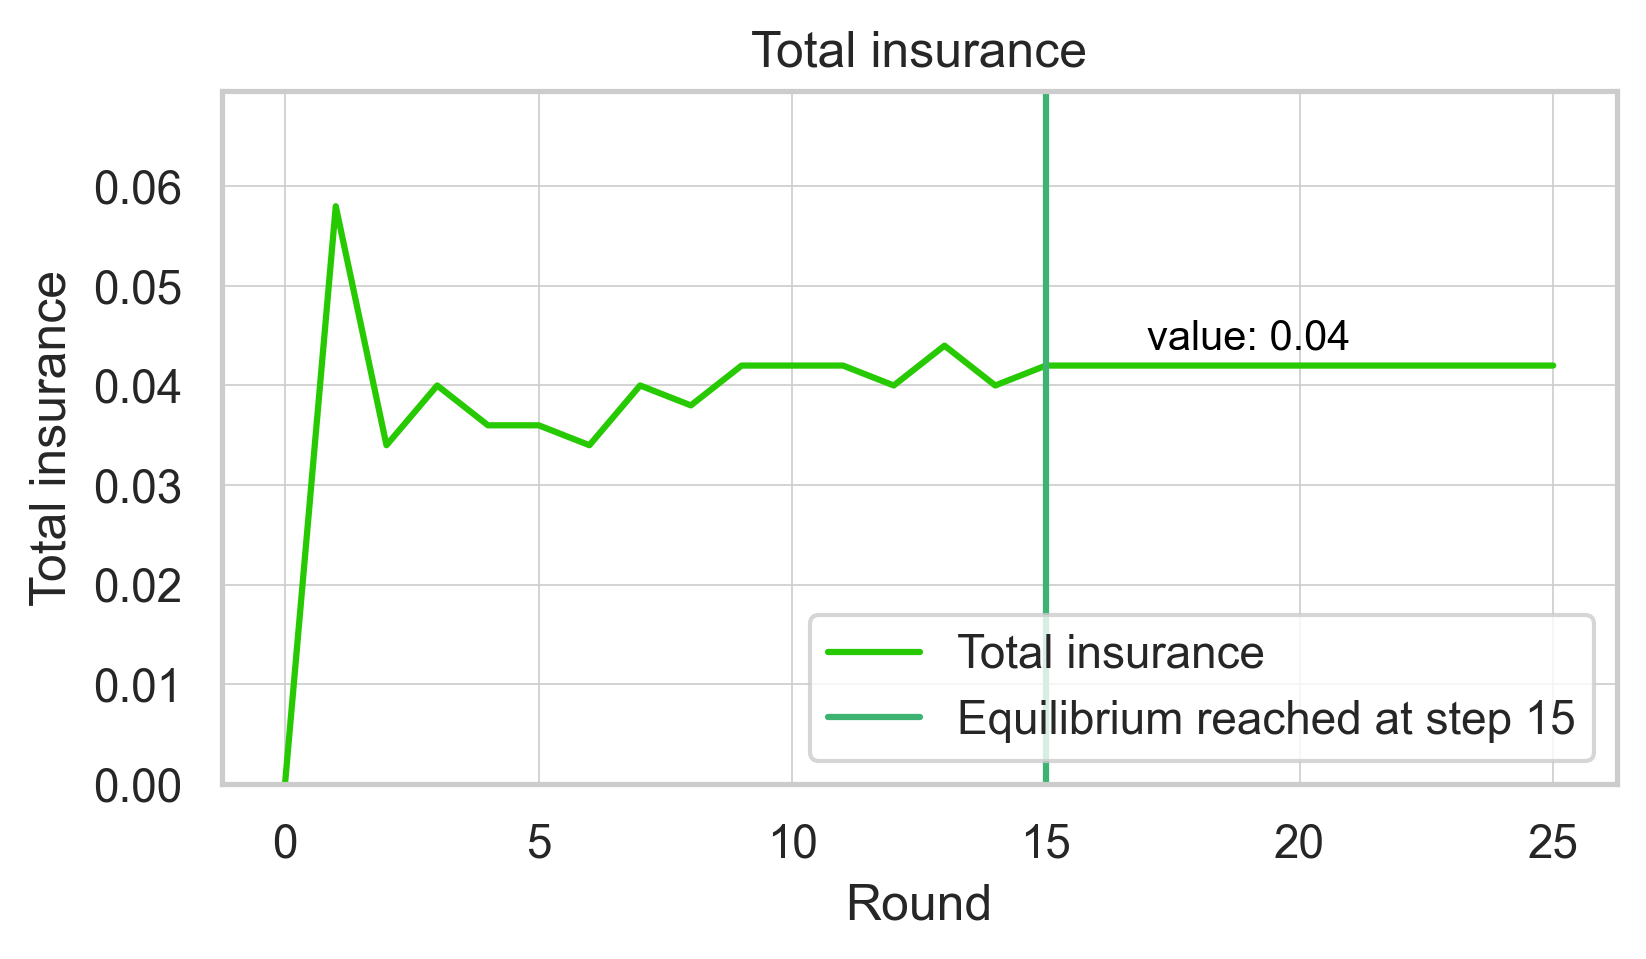 Total insurance
Total insurance
0.06
0.05
0.04
0.03
0.02
0.01
0.00
value: 0.04
Total insurance
Equilibrium reached at step 15
0 5 10 15 20 25
Round